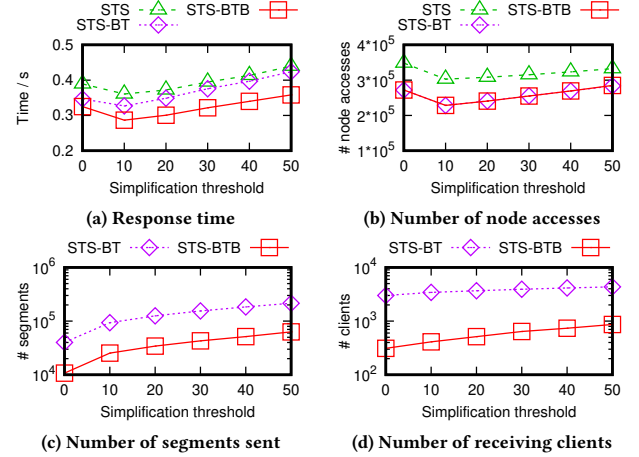 STS STS-BTB
STS-BT
Time / s
0.5
0.4
0.3
0.2
0 10 20 30 40 50
Simplification threshold
(a) Response time
STS STS-BTB
STS-BT
# node accesses
4*10^5
3*10^5
2*10^5
1*10^5
0 10 20 30 40 50
Simplification threshold
(b) Number of node accesses
STS-BT STS-BTB
# segments
10^6
10^5
10^4
0 10 20 30 40 50
Simplification threshold
(c) Number of segments sent
STS-BT STS-BTB
# clients
10^4
10^3
10^2
0 10 20 30 40 50
Simplification threshold
(d) Number of receiving clients